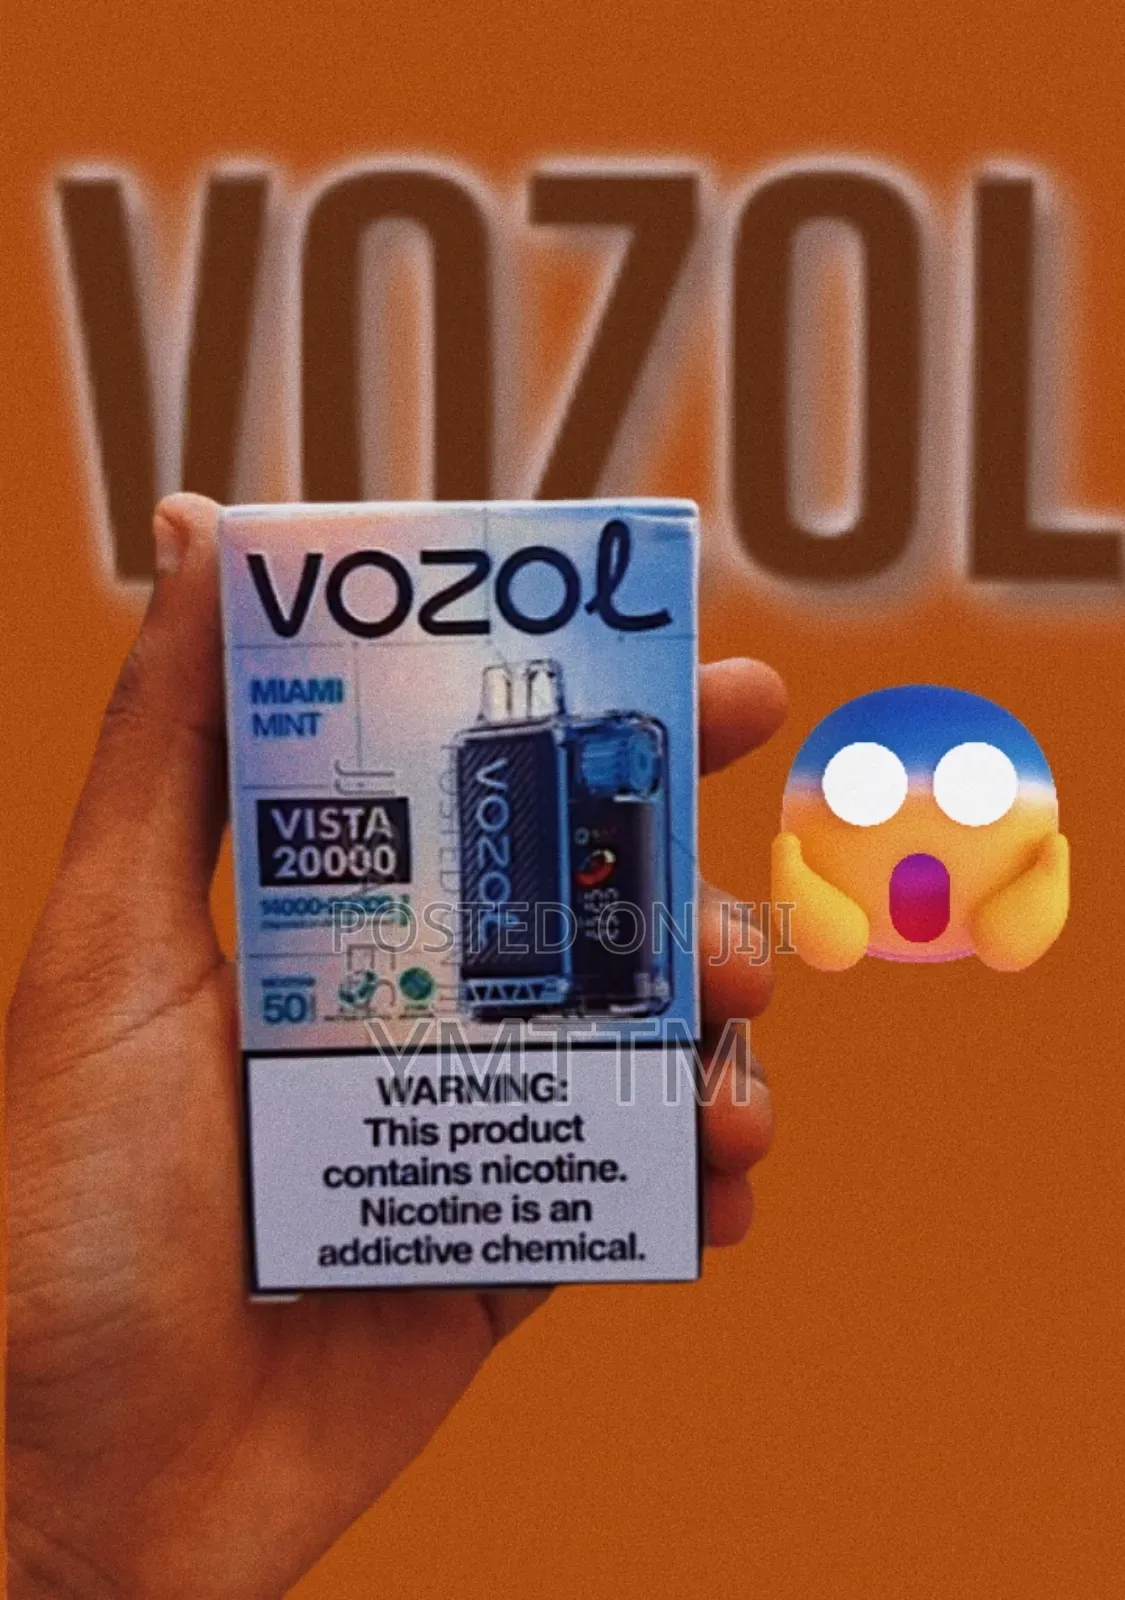 VOZOL
VOZOL
MIAMI
MINT
VISTA
20000
VOZOL
50
POSTED ON JIJI
YMTTM
WARNING:
This product
contains nicotine.
Nicotine is an
addictive chemical.